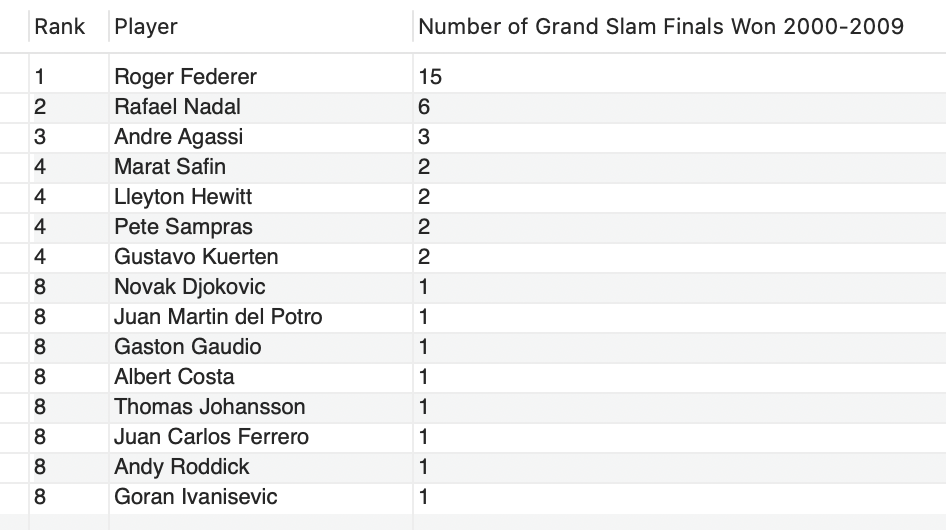 Rank Player Number of Grand Slam Finals Won 2000-2009
1 Roger Federer 15
2 Rafael Nadal 6
3 Andre Agassi 3
4 Marat Safin 2
4 Lleyton Hewitt 2
4 Pete Sampras 2
4 Gustavo Kuerten 2
8 Novak Djokovic 1
8 Juan Martin del Potro 1
8 Gaston Gaudio 1
8 Albert Costa 1
8 Thomas Johansson 1
8 Juan Carlos Ferrero 1
8 Andy Roddick 1
8 Goran Ivanisevic 1